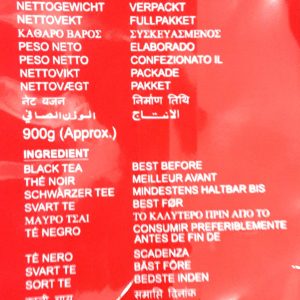 NETTOGEWICHT VERPACKT
NETTOVEKT FULLPAKKET
ΚΑΘΑΡΟ ΒΑΡΟΣ ΣΥΣΚΕΥΑΣΜΕΝΟΣ
PESO NETO ELABORADO
PESO NETTO CONFEZIONATO IL
NETTOVIKT PACKADE
NETTOVÆGT PAKKET
नेट वजन निर्माण तिथि
الوزن الصافي الأنتاج
900g (Approx.)
INGREDIENT
BLACK TEA BEST BEFORE
THÉ NOIR MEILLEUR AVANT
SCHWÄRZER TEE MINDESTENS HALTBAR BIS
SVART TE BEST FØR
ΜΑΥΡΟ ΤΣΑΙ ΤΟ ΚΑΛΥΤΕΡΟ ΠΡΙΝ ΑΠΟ ΤΟ
TÉ NEGRO CONSUMIR PREFERIBLEMENTE
ANTES DE FIN DE
TÉ NERO SCADENZA
SVART TE BÄST FÖRE
SORT TE BEDSTE INDEN
काली चाय समाप्ति दिनांक